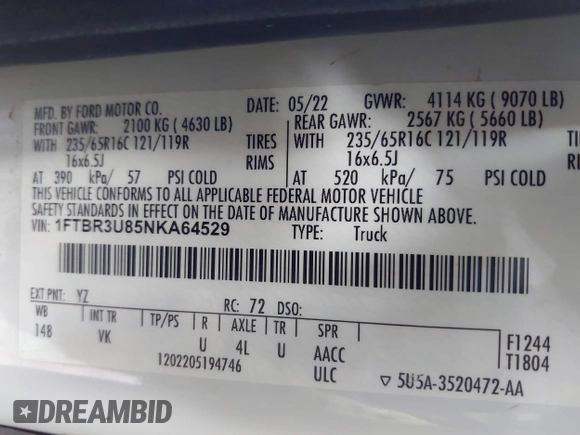 MFD. BY FORD MOTOR CO.
DATE: 05/22 GVWR: 4114 KG ( 9070 LB)
FRONT GAWR: 2100 KG ( 4630 LB)
REAR GAWR: 2567 KG ( 5660 LB)
WITH 235/65R16C 121/119R TIRES
WITH 235/65R16C 121/119R TIRES
16x6.5J RIMS
16x6.5J RIMS
AT 390 kPa/ 57 PSI COLD
AT 520 kPa/ 75 PSI COLD
THIS VEHICLE CONFORMS TO ALL APPLICABLE FEDERAL MOTOR VEHICLE
SAFETY STANDARDS IN EFFECT ON THE DATE OF MANUFACTURE SHOWN ABOVE.
VIN: 1FTBR3U85NKA64529
TYPE: Truck
EXT PNT: YZ RC: 72 DSO:
WB INT TR TP/PS R AXLE TR SPR
148 VK U 4L U AACC
ULC
F1244
T1804
1202205194746
▽ 5U5A-3520472-AA
DREAMBID